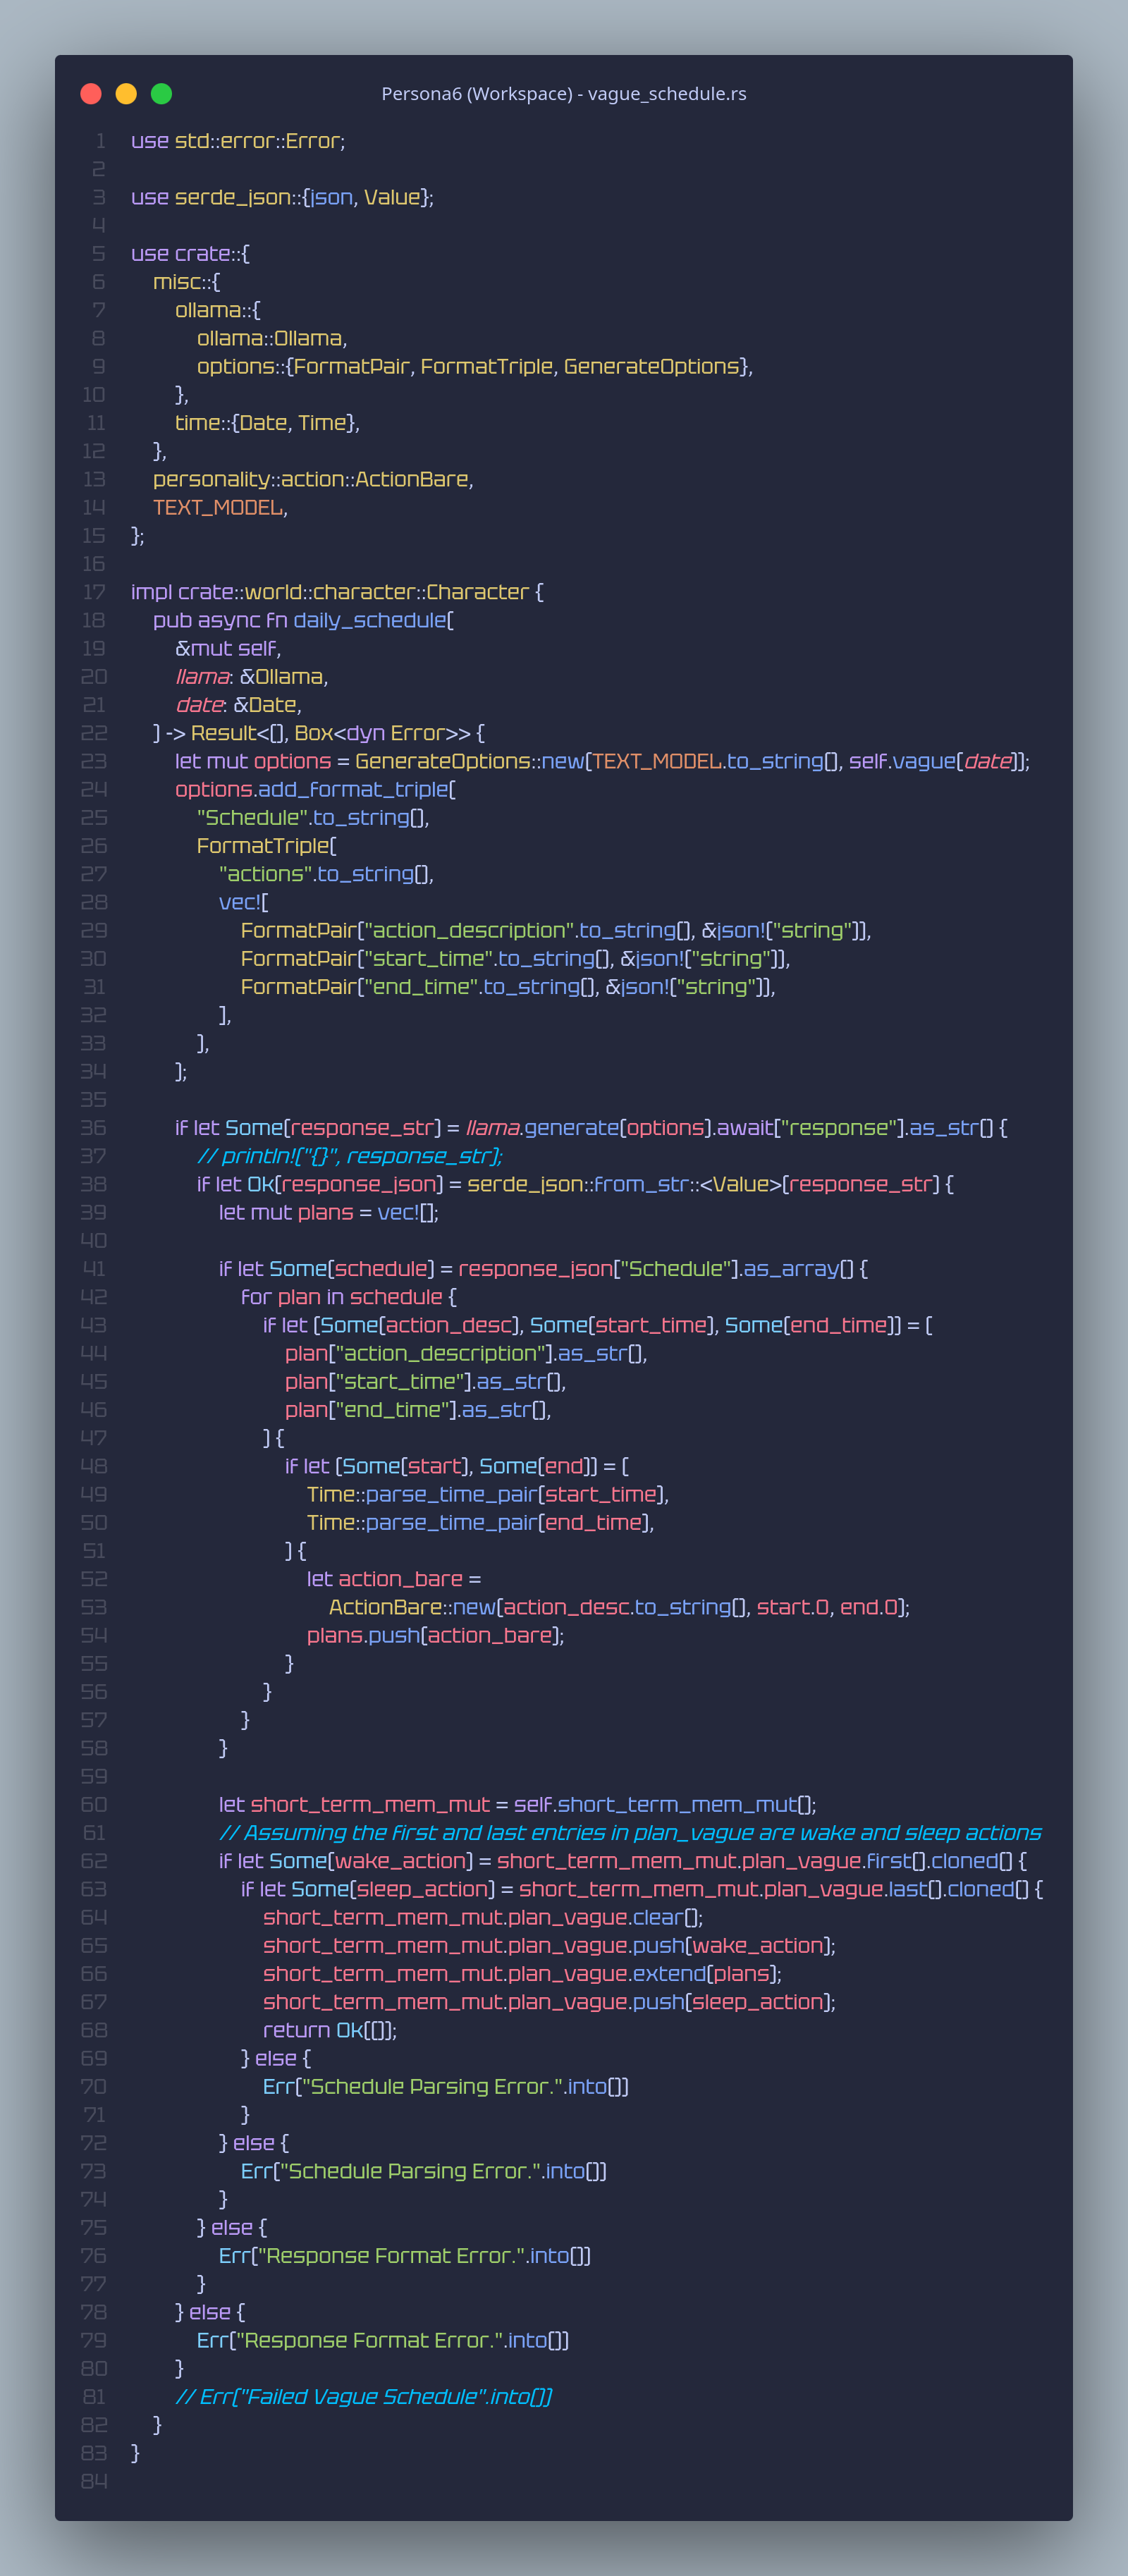 Persona6 (Workspace) - vague_schedule.rs
1 use std::error::Error;
2
3 use serde_json::{json, Value};
4
5 use crate::{
6     misc::{
7         ollama::{
8             ollama::Ollama,
9             options::{FormatPair, FormatTriple, GenerateOptions},
10         },
11         time::{Date, Time},
12     },
13     personality::action::ActionBare,
14     TEXT_MODEL,
15 };
16
17 impl crate::world::character::Character {
18     pub async fn daily_schedule(
19         &mut self,
20         llama: &Ollama,
21         date: &Date,
22     ) -> Result<(), Box<dyn Error>> {
23         let mut options = GenerateOptions::new(TEXT_MODEL.to_string(), self.vague(date));
24         options.add_format_triple(
25             "Schedule".to_string(),
26             FormatTriple(
27                 "actions".to_string(),
28                 vec![
29                     FormatPair("action_description".to_string(), &json!("string")),
30                     FormatPair("start_time".to_string(), &json!("string")),
31                     FormatPair("end_time".to_string(), &json!("string")),
32                 ],
33             ),
34         );
35
36         if let Some(response_str) = llama.generate(options).await["response"].as_str() {
37             // println!("{}", response_str);
38             if let Ok(response_json) = serde_json::from_str::<Value>(response_str) {
39                 let mut plans = vec![];
40
41                 if let Some(schedule) = response_json["Schedule"].as_array() {
42                     for plan in schedule {
43                         if let (Some(action_desc), Some(start_time), Some(end_time)) = (
44                             plan["action_description"].as_str(),
45                             plan["start_time"].as_str(),
46                             plan["end_time"].as_str(),
47                         ) {
48                             if let (Some(start), Some(end)) = (
49                                 Time::parse_time_pair(start_time),
50                                 Time::parse_time_pair(end_time),
51                             ) {
52                                 let action_bare =
53                                     ActionBare::new(action_desc.to_string(), start.0, end.0);
54                                 plans.push(action_bare);
55                             }
56                         }
57                     }
58                 }
59
60                 let short_term_mem_mut = self.short_term_mem_mut();
61                 // Assuming the first and last entries in plan_vague are wake and sleep actions
62                 if let Some(wake_action) = short_term_mem_mut.plan_vague.first().cloned() {
63                     if let Some(sleep_action) = short_term_mem_mut.plan_vague.last().cloned() {
64                         short_term_mem_mut.plan_vague.clear();
65                         short_term_mem_mut.plan_vague.push(wake_action);
66                         short_term_mem_mut.plan_vague.extend(plans);
67                         short_term_mem_mut.plan_vague.push(sleep_action);
68                         return Ok(());
69                     } else {
70                         Err("Schedule Parsing Error.".into())
71                     }
72                 } else {
73                     Err("Schedule Parsing Error.".into())
74                 }
75             } else {
76                 Err("Response Format Error.".into())
77             }
78         } else {
79             Err("Response Format Error.".into())
80         }
81         // Err("Failed Vague Schedule".into())
82     }
83 }
84